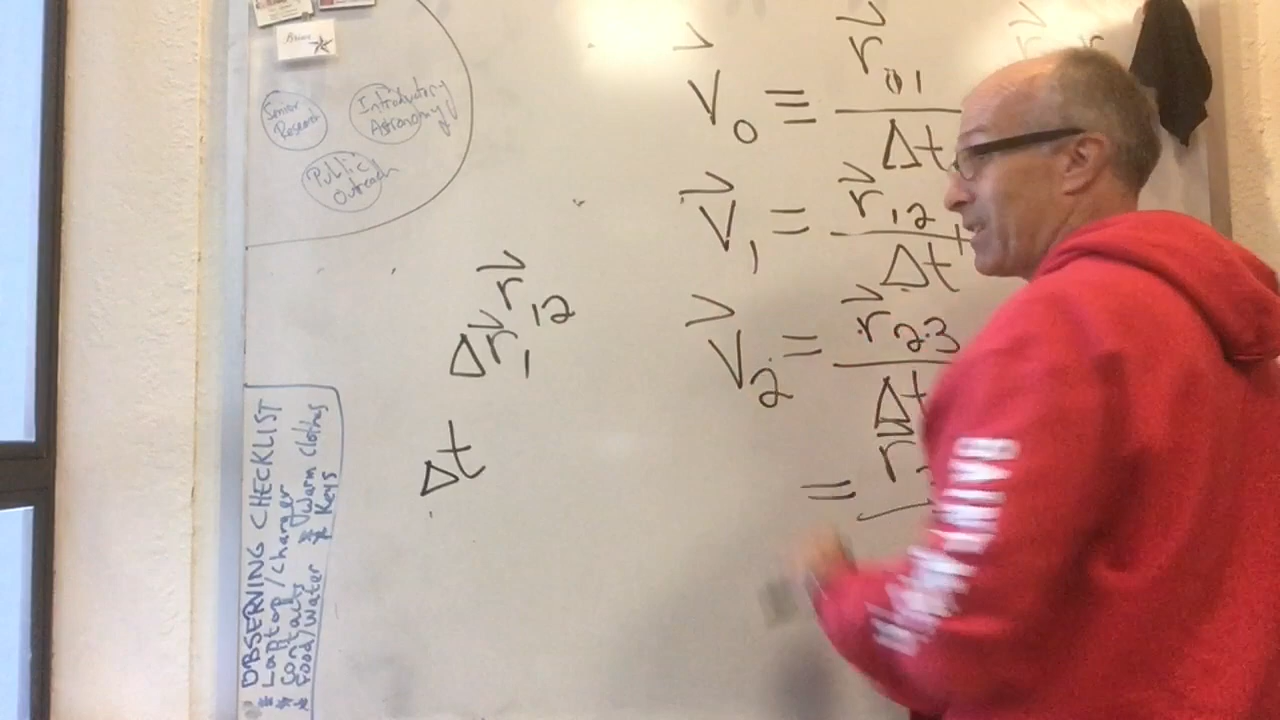 Senior
Research
Introductory
Astronomy
Public
Outreach
OBSERVING CHECKLIST
* Laptop/Charger
* Contacts * Warm Clothes
* Food/Water * Keys
r⃗₁₂
Δr⃗₁
Δt
v⃗₀ ≡ r⃗₀₁ / Δt
v⃗₁ = r⃗₁₂ / Δt
v⃗₂ = r⃗₂₃ / Δt
= r